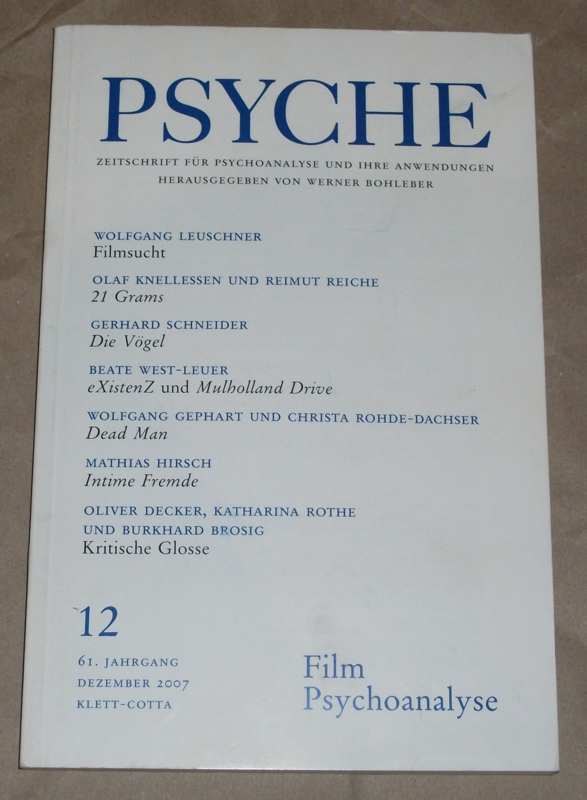 PSYCHE
ZEITSCHRIFT FÜR PSYCHOANALYSE UND IHRE ANWENDUNGEN
HERAUSGEGEBEN VON WERNER BOHLEBER
WOLFGANG LEUSCHNER
Filmsucht
OLAF KNELLESSEN UND REIMUT REICHE
21 Grams
GERHARD SCHNEIDER
Die Vögel
BEATE WEST-LEUER
eXistenZ und Mulholland Drive
WOLFGANG GEPHART UND CHRISTA ROHDE-DACHSER
Dead Man
MATHIAS HIRSCH
Intime Fremde
OLIVER DECKER, KATHARINA ROTHE
UND BURKHARD BROSIG
Kritische Glosse
12
61. JAHRGANG
DEZEMBER 2007
KLETT-COTTA
Film
Psychoanalyse